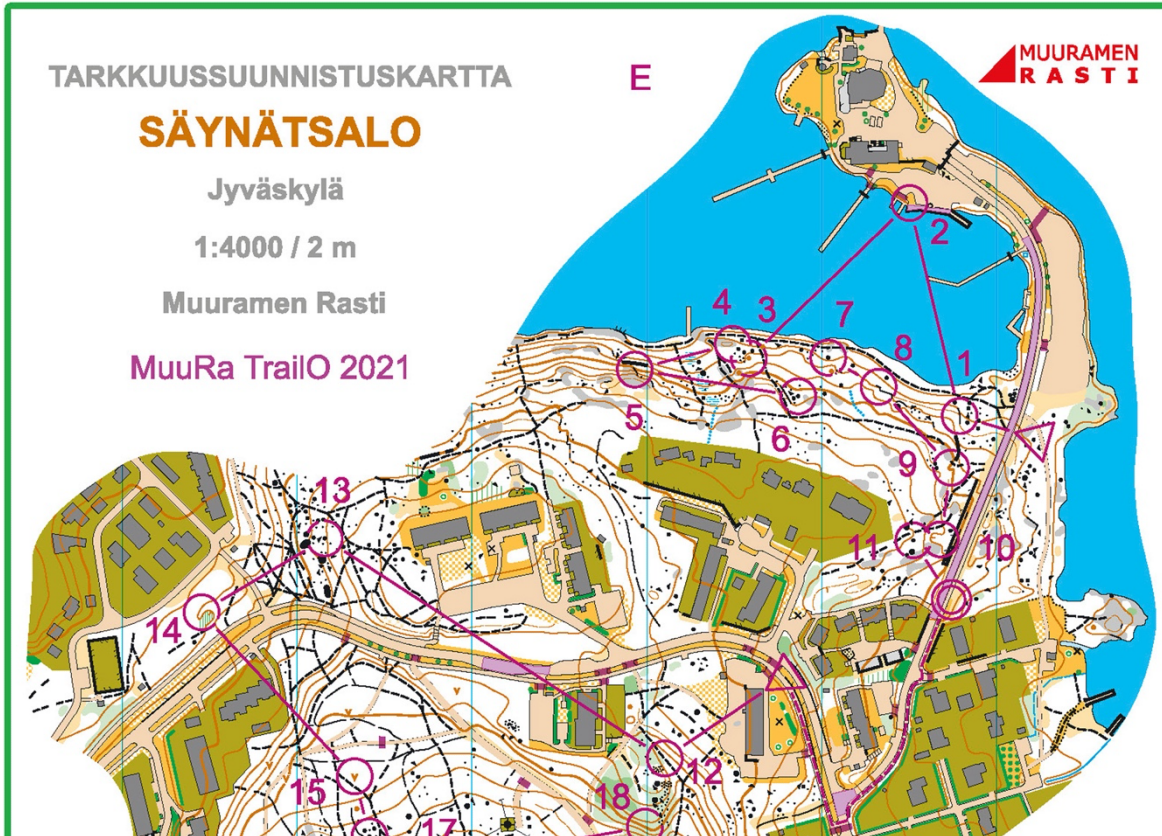 TARKKUUSSUUNNISTUSKARTTA
SÄYNÄTSALO
Jyväskylä
1:4000 / 2 m
Muuramen Rasti
MuuRa TrailO 2021
E
MUURAMEN
RASTI
2
4
3
7
8
1
5
6
9
13
11
10
14
12
15
18
17